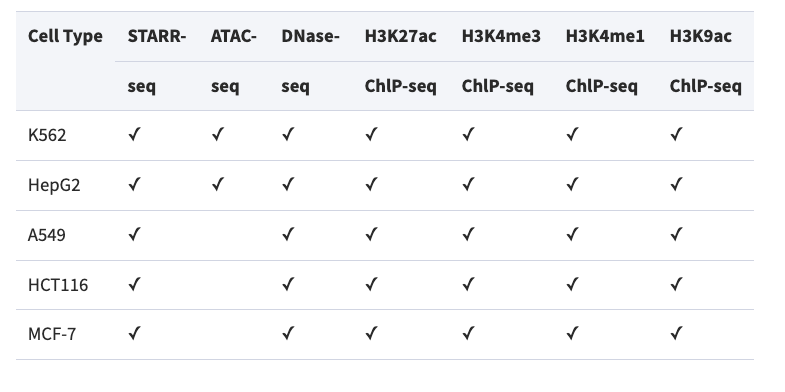 Cell Type STARR- ATAC- DNase- H3K27ac H3K4me3 H3K4me1 H3K9ac
seq seq seq ChIP-seq ChIP-seq ChIP-seq ChIP-seq
K562 ✓ ✓ ✓ ✓ ✓ ✓ ✓
HepG2 ✓ ✓ ✓ ✓ ✓ ✓ ✓
A549 ✓ ✓ ✓ ✓ ✓ ✓
HCT116 ✓ ✓ ✓ ✓ ✓ ✓
MCF-7 ✓ ✓ ✓ ✓ ✓ ✓